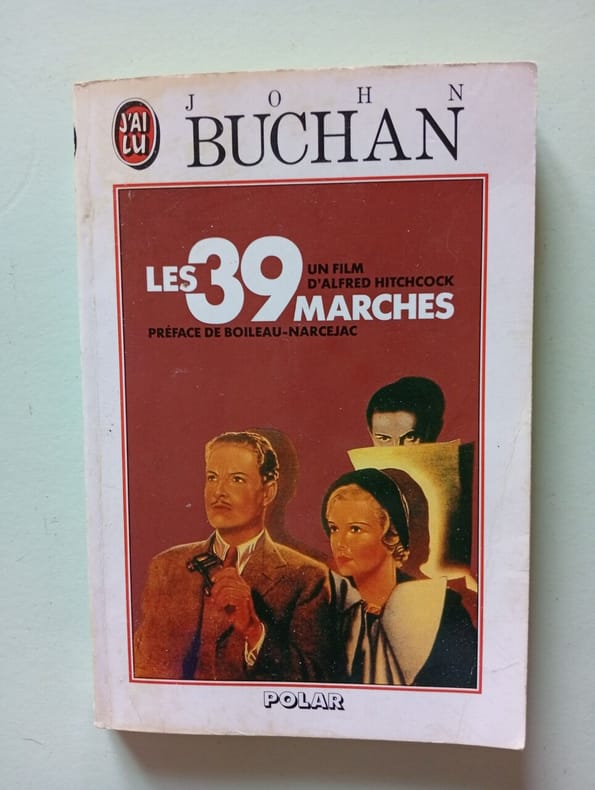 J'AI
LU
JOHN
BUCHAN
LES 39 MARCHES
UN FILM
D'ALFRED HITCHCOCK
PRÉFACE DE BOILEAU-NARCEJAC
POLAR